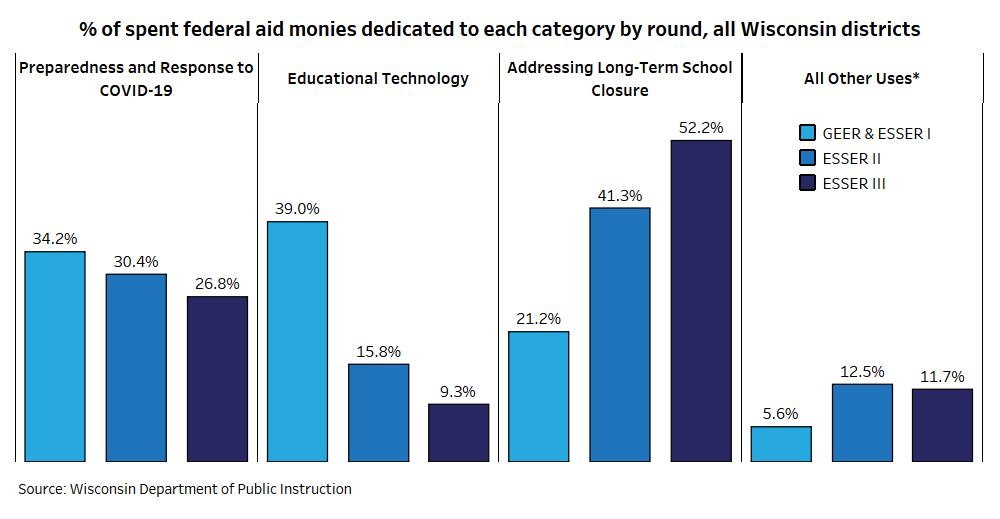 % of spent federal aid monies dedicated to each category by round, all Wisconsin districts
Preparedness and Response to
COVID-19
Educational Technology
Addressing Long-Term School
Closure
All Other Uses*
GEER & ESSER I
ESSER II
ESSER III
34.2%
30.4%
26.8%
39.0%
15.8%
9.3%
21.2%
41.3%
52.2%
5.6%
12.5%
11.7%
Source: Wisconsin Department of Public Instruction